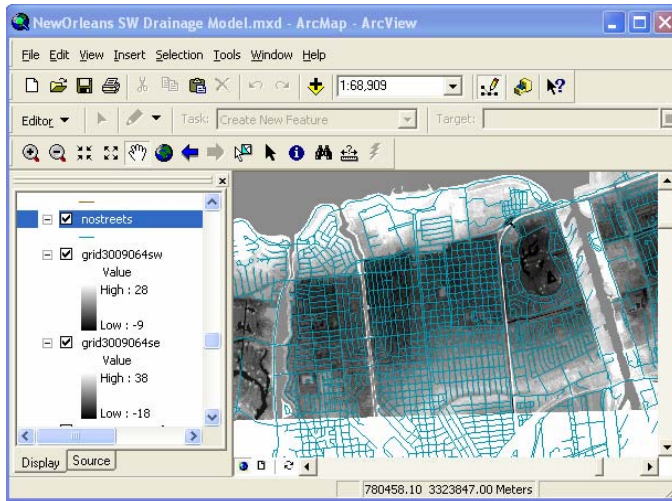 NewOrleans SW Drainage Model.mxd - ArcMap - ArcView
File Edit View Insert Selection Tools Window Help
1:68,909
Editor Task: Create New Feature Target:
nostreets
grid3009064sw
Value
High : 28
Low : -9
grid3009064se
Value
High : 38
Low : -18
Display Source
780458.10 3323847.00 Meters